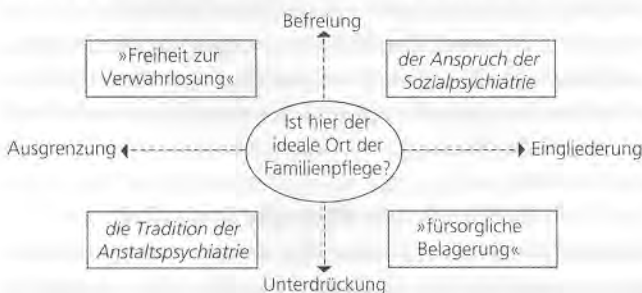 Befreiung
»Freiheit zur
Verwahrlosung«
der Anspruch der
Sozialpsychiatrie
Ausgrenzung
Ist hier der
ideale Ort der
Familienpflege?
Eingliederung
die Tradition der
Anstaltspsychiatrie
»fürsorgliche
Belagerung«
Unterdrückung